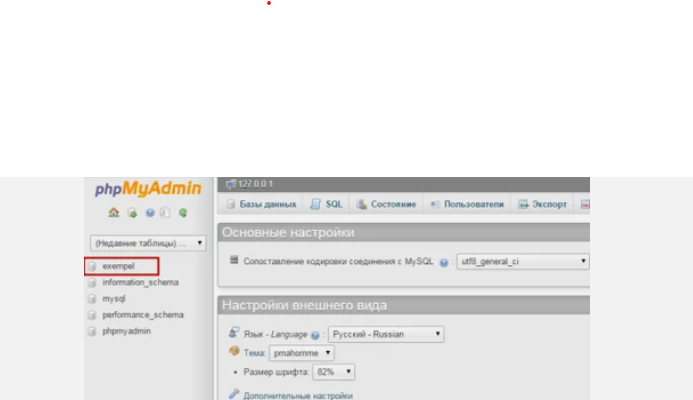 phpMyAdmin
(Недавние таблицы) ...
exempel
information_schema
mysql
performance_schema
phpmyadmin
127.0.0.1
Базы данных SQL Состояние Пользователи Экспорт
Основные настройки
Сопоставление кодировки соединения с MySQL : utf8_general_ci
Настройки внешнего вида
Язык - Language : Русский - Russian
Тема: pmahomme
• Размер шрифта: 82%
Дополнительные настройки